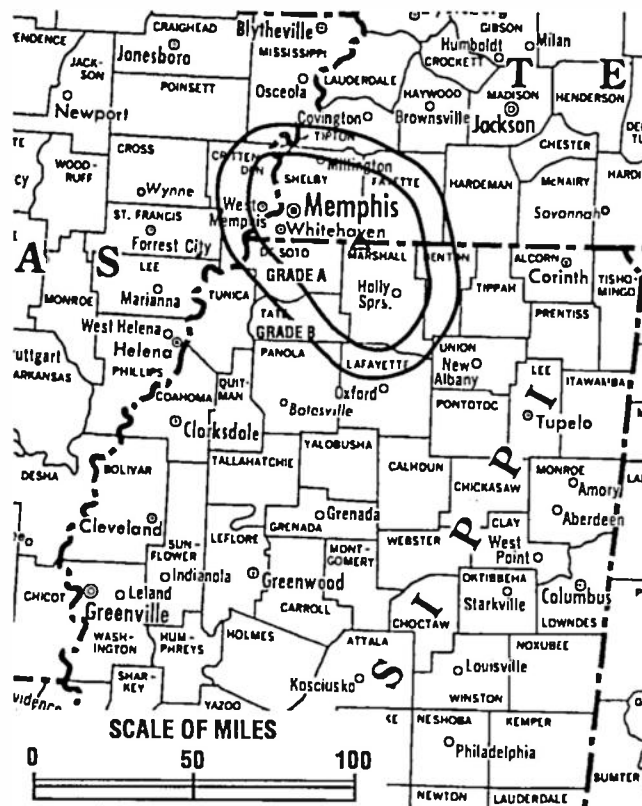 CRAIGHEAD
Blytheville
GIBSON
Jonesboro
MISSISSIPPI
Humboldt
Milan
CROCKETT
T E
JACK-
SON
POINSETT
Osceola
LAUDERDALE
HAYWOOD
MADISON
HENDERSON
Newport
Covington
Brownsville
Jackson
TIPTON
CHESTER
CROSS
CRITTEN-
DEN
Millington
WOOD-
RUFF
SHELBY
FAYETTE
HARDEMAN
McNAIRY
Wynne
West
Memphis
Memphis
Savannah
ST. FRANCIS
Whitehaven
Forrest City
A S
DE SOTO
MARSHALL
BENTON
ALCORN
LEE
GRADE A
Corinth
TISHO-
MINGO
Marianna
TUNICA
Holly
Sprs.
TIPPAH
MONROE
TATE
PRENTISS
West Helena
GRADE B
Helena
PANOLA
LAFAYETTE
UNION
New
Albany
LEE
ITAWAMBA
PHILLIPS
QUIT-
MAN
COAHOMA
Oxford
PONTOTOC
I
Batesville
Tupelo
Clarksdale
YALOBUSHA
P
DESHA
BOLIVAR
TALLAHATCHIE
CALHOUN
MONROE
CHICKASAW
Amory
Cleveland
Grenada
P
Aberdeen
GRENADA
CLAY
SUN-
FLOWER
LEFLORE
WEBSTER
West
Point
MONT-
GOMERY
Indianola
Greenwood
I
OKTIBBEHA
CHICOT
Leland
Columbus
Greenville
CARROLL
Starkville
CHOCTAW
LOWNDES
WASH-
INGTON
HUM-
PHREYS
HOLMES
ATTALA
NOXUBEE
SHAR-
KEY
Kosciusko
S
Louisville
YAZOO
WINSTON
SCALE OF MILES
NESHOBA
KEMPER
0 50 100
Philadelphia
SUMTER
NEWTON
LAUDERDALE